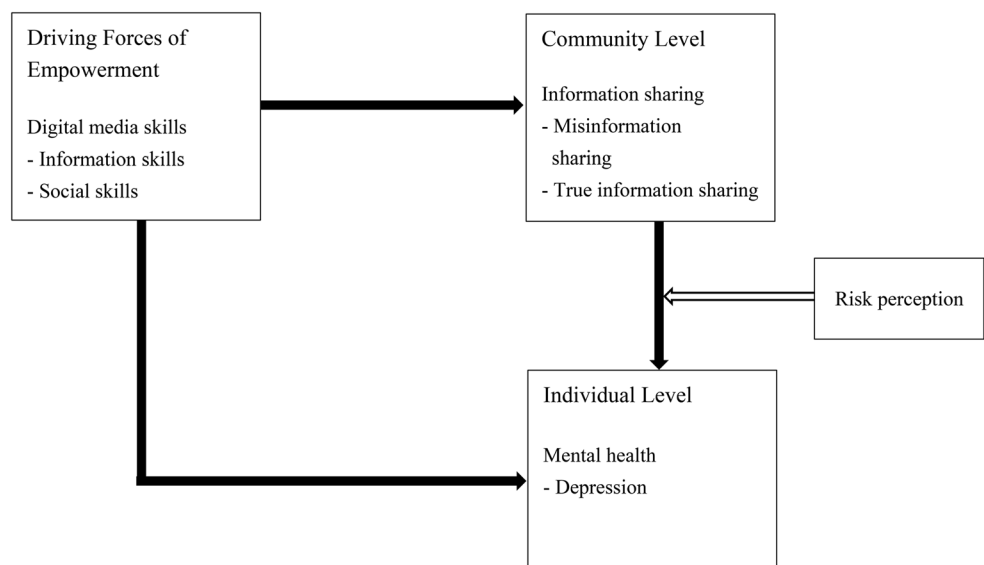 Driving Forces of
Empowerment
Digital media skills
- Information skills
- Social skills
Community Level
Information sharing
- Misinformation
sharing
- True information sharing
Risk perception
Individual Level
Mental health
- Depression